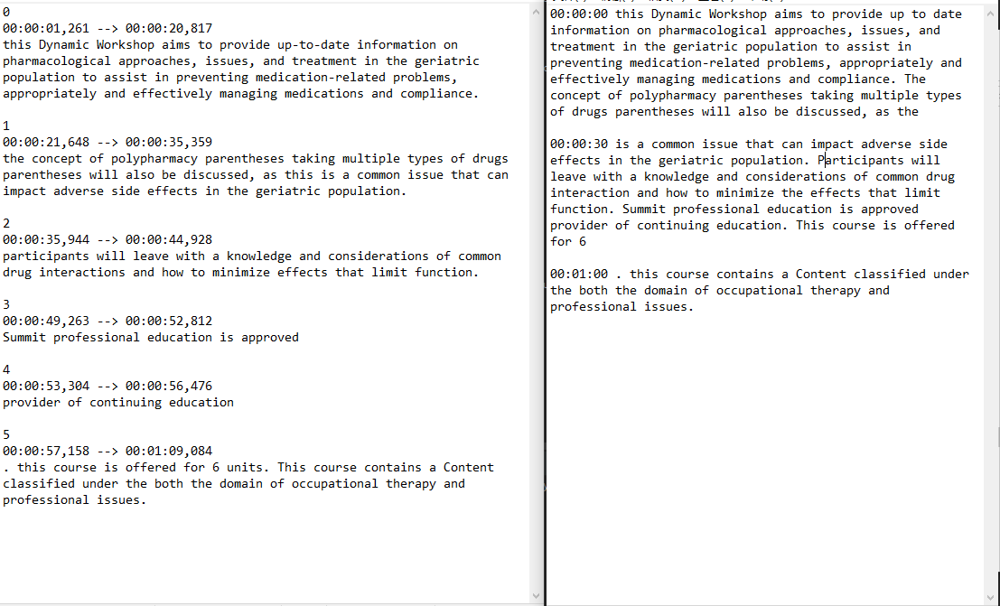 0
00:00:01,261 --> 00:00:20,817
this Dynamic Workshop aims to provide up-to-date information on
pharmacological approaches, issues, and treatment in the geriatric
population to assist in preventing medication-related problems,
appropriately and effectively managing medications and compliance.
1
00:00:21,648 --> 00:00:35,359
the concept of polypharmacy parentheses taking multiple types of drugs
parentheses will also be discussed, as this is a common issue that can
impact adverse side effects in the geriatric population.
2
00:00:35,944 --> 00:00:44,928
participants will leave with a knowledge and considerations of common
drug interactions and how to minimize effects that limit function.
3
00:00:49,263 --> 00:00:52,812
Summit professional education is approved
4
00:00:53,304 --> 00:00:56,476
provider of continuing education
5
00:00:57,158 --> 00:01:09,084
. this course is offered for 6 units. This course contains a Content
classified under the both the domain of occupational therapy and
professional issues.
00:00:00 this Dynamic Workshop aims to provide up to date
information on pharmacological approaches, issues, and
treatment in the geriatric population to assist in
preventing medication-related problems, appropriately and
effectively managing medications and compliance. The
concept of polypharmacy parentheses taking multiple types
of drugs parentheses will also be discussed, as the
00:00:30 is a common issue that can impact adverse side
effects in the geriatric population. Participants will
leave with a knowledge and considerations of common drug
interaction and how to minimize the effects that limit
function. Summit professional education is approved
provider of continuing education. This course is offered
for 6
00:01:00 . this course contains a Content classified under
the both the domain of occupational therapy and
professional issues.